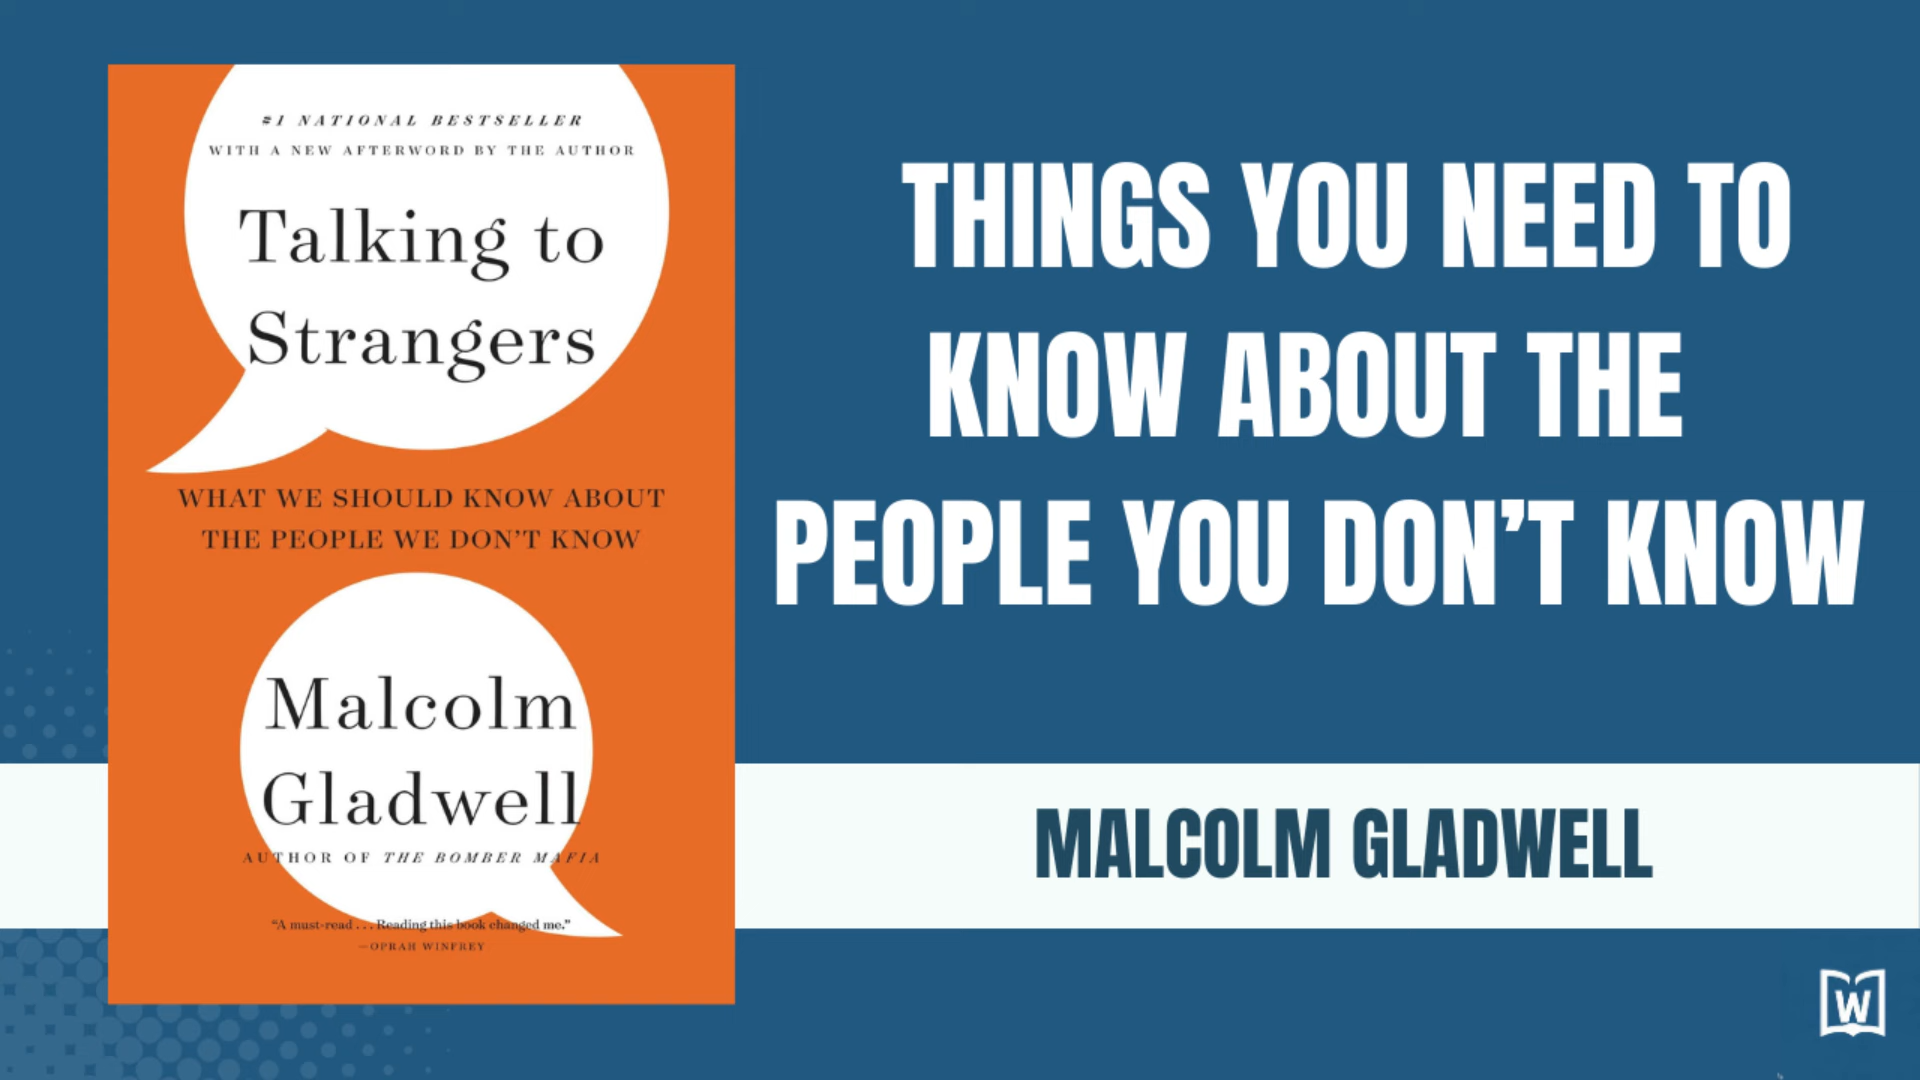 #1 NATIONAL BESTSELLER
WITH A NEW AFTERWORD BY THE AUTHOR
Talking to
Strangers
WHAT WE SHOULD KNOW ABOUT
THE PEOPLE WE DON'T KNOW
Malcolm
Gladwell
AUTHOR OF THE BOMBER MAFIA
“A must-read . . . Reading this book changed me.”
—OPRAH WINFREY
THINGS YOU NEED TO
KNOW ABOUT THE
PEOPLE YOU DON’T KNOW
MALCOLM GLADWELL
W